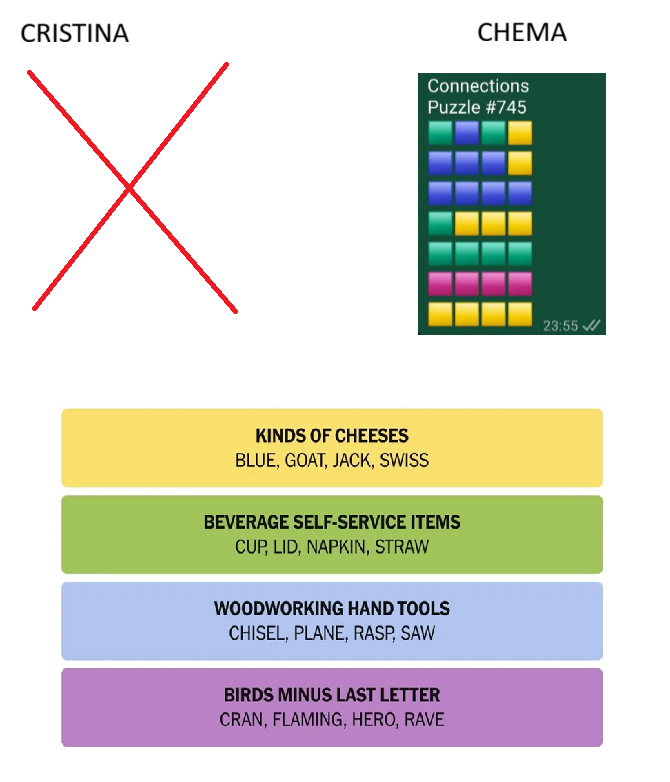 CRISTINA
CHEMA
Connections
Puzzle #745
23:55
KINDS OF CHEESES
BLUE, GOAT, JACK, SWISS
BEVERAGE SELF-SERVICE ITEMS
CUP, LID, NAPKIN, STRAW
WOODWORKING HAND TOOLS
CHISEL, PLANE, RASP, SAW
BIRDS MINUS LAST LETTER
CRAN, FLAMING, HERO, RAVE